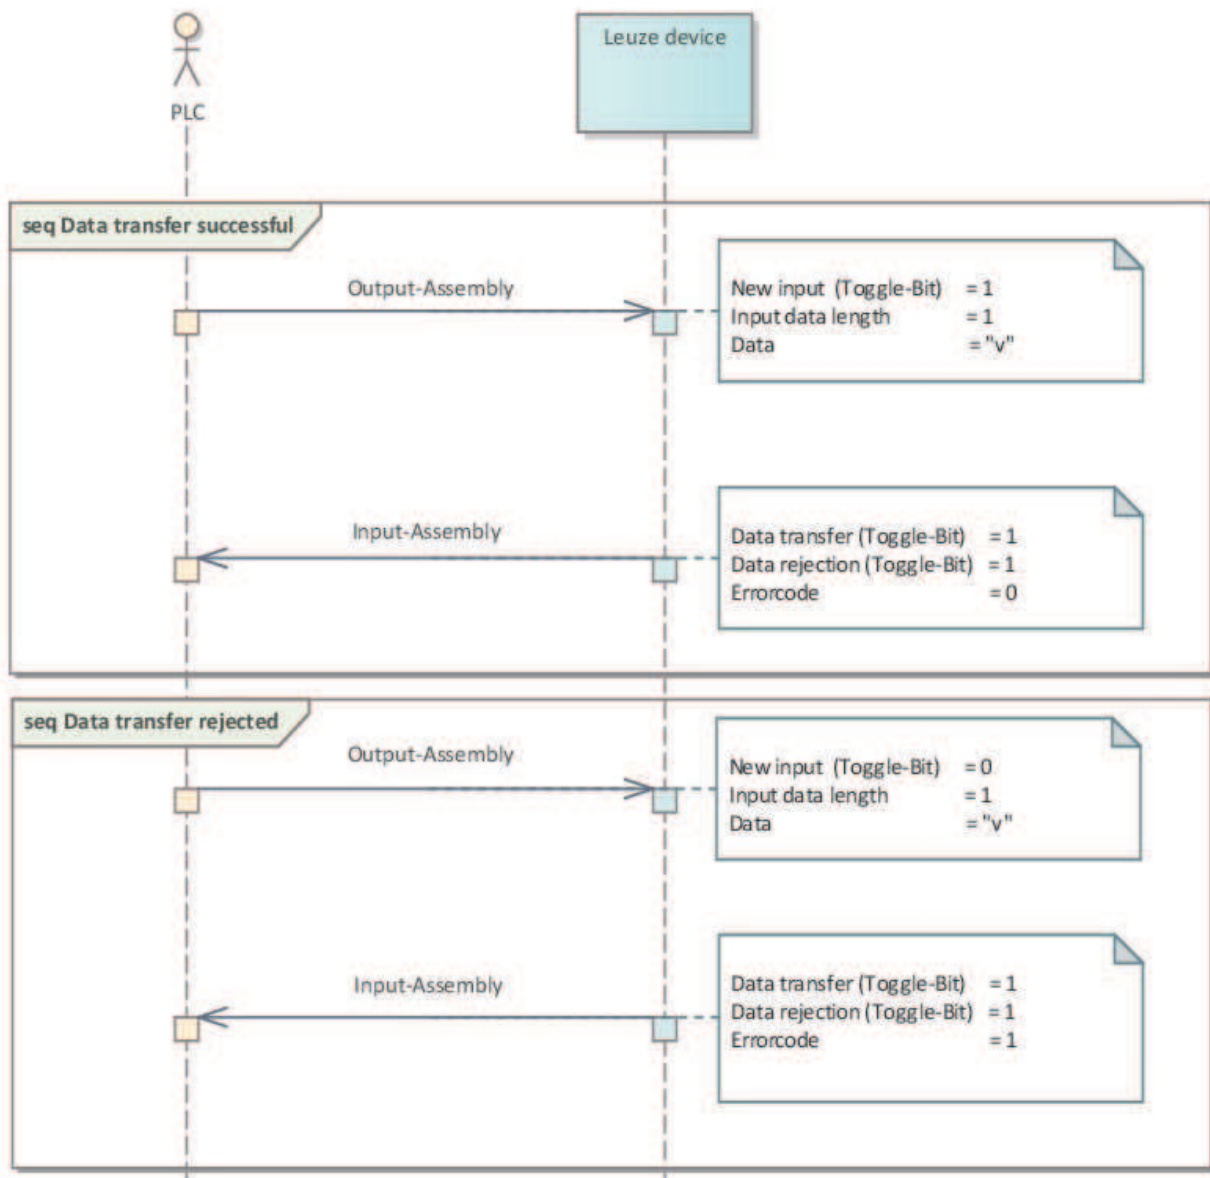 Leuze device
PLC
seq Data transfer successful
Output-Assembly
New input (Toggle-Bit) = 1
Input data length = 1
Data = "v"
Input-Assembly
Data transfer (Toggle-Bit) = 1
Data rejection (Toggle-Bit) = 1
Errorcode = 0
seq Data transfer rejected
Output-Assembly
New input (Toggle-Bit) = 0
Input data length = 1
Data = "v"
Input-Assembly
Data transfer (Toggle-Bit) = 1
Data rejection (Toggle-Bit) = 1
Errorcode = 1